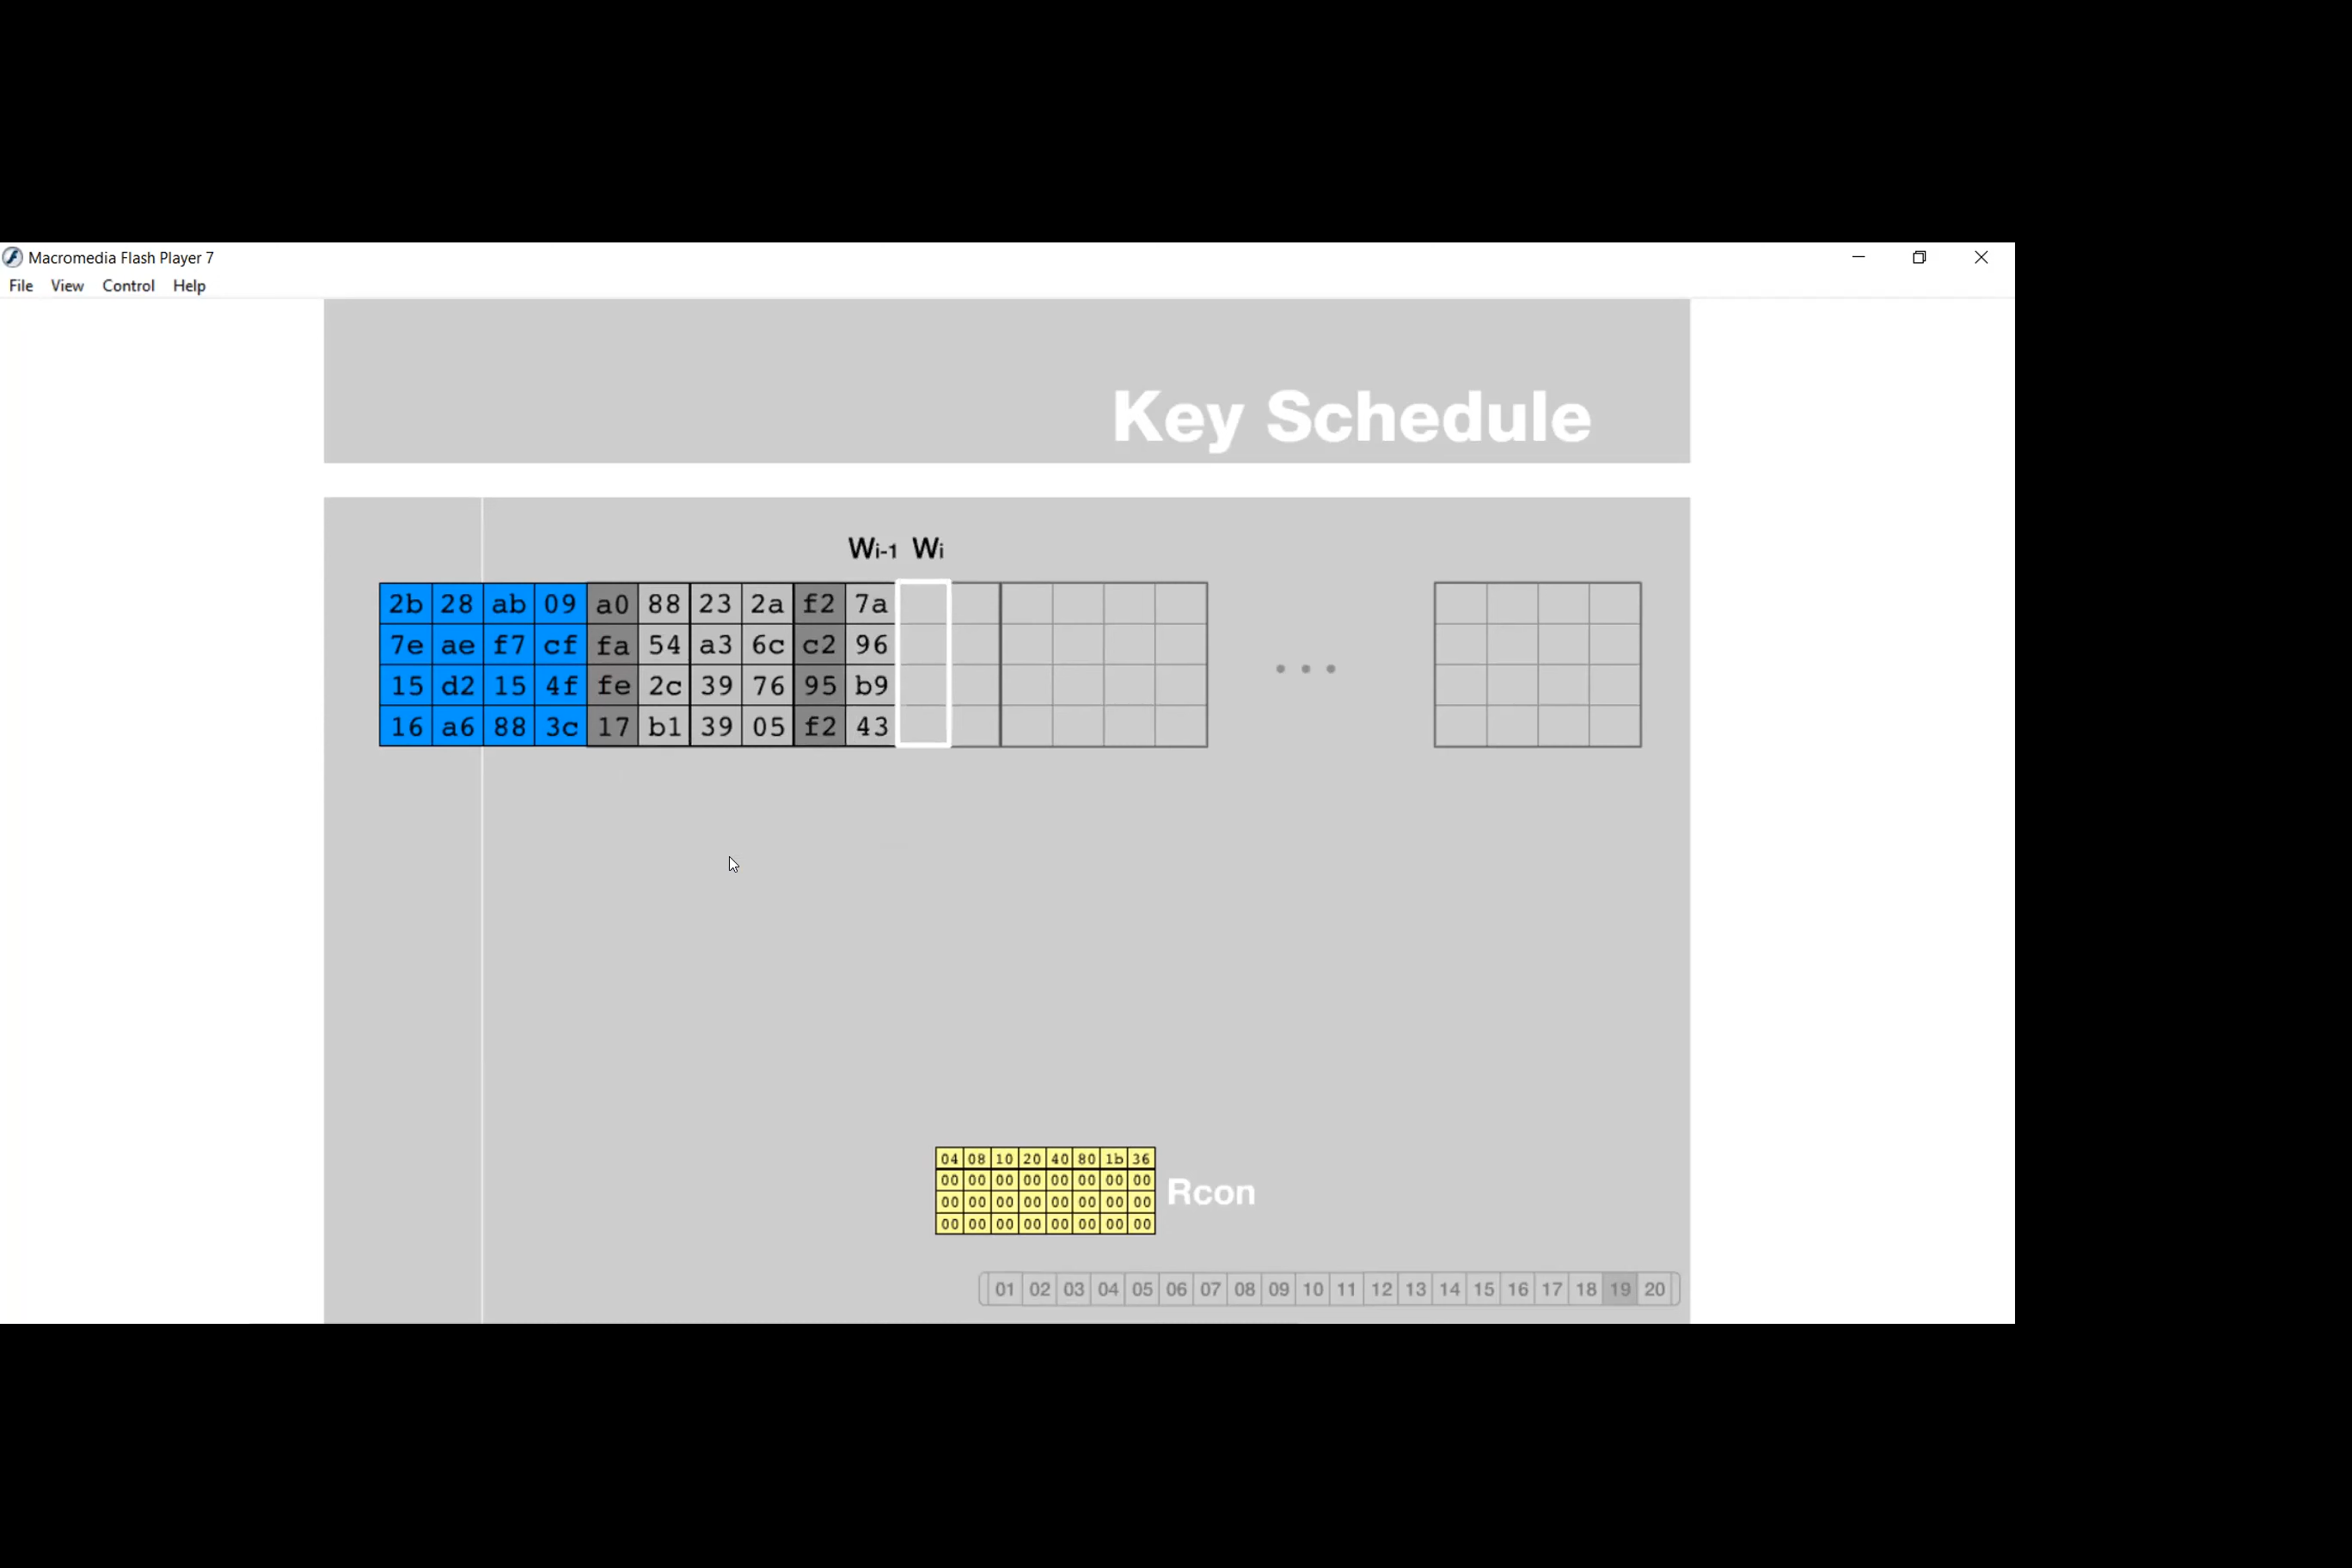 Macromedia Flash Player 7
File View Control Help
Key Schedule
Wi-1 Wi
2b 28 ab 09 a0 88 23 2a f2 7a
7e ae f7 cf fa 54 a3 6c c2 96
15 d2 15 4f fe 2c 39 76 95 b9
16 a6 88 3c 17 b1 39 05 f2 43
04 08 10 20 40 80 1b 36
00 00 00 00 00 00 00 00
Rcon
00 00 00 00 00 00 00 00
00 00 00 00 00 00 00 00
01 02 03 04 05 06 07 08 09 10 11 12 13 14 15 16 17 18 19 20